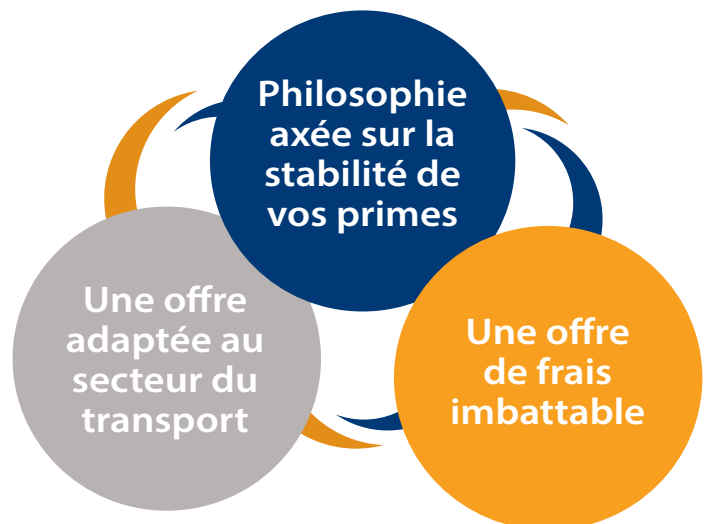 Philosophie
axée sur la
stabilité de
vos primes
Une offre
adaptée au
secteur du
transport
Une offre
de frais
imbattable